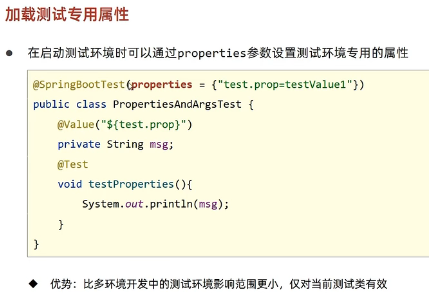 加载测试专用属性
● 在启动测试环境时可以通过properties参数设置测试环境专用的属性
@SpringBootTest(properties = {"test.prop=testValue1"})
public class PropertiesAndArgsTest {
    @Value("${test.prop}")
    private String msg;
    @Test
    void testProperties(){
        System.out.println(msg);
    }
}
◆ 优势：比多环境开发中的测试环境影响范围更小，仅对当前测试类有效